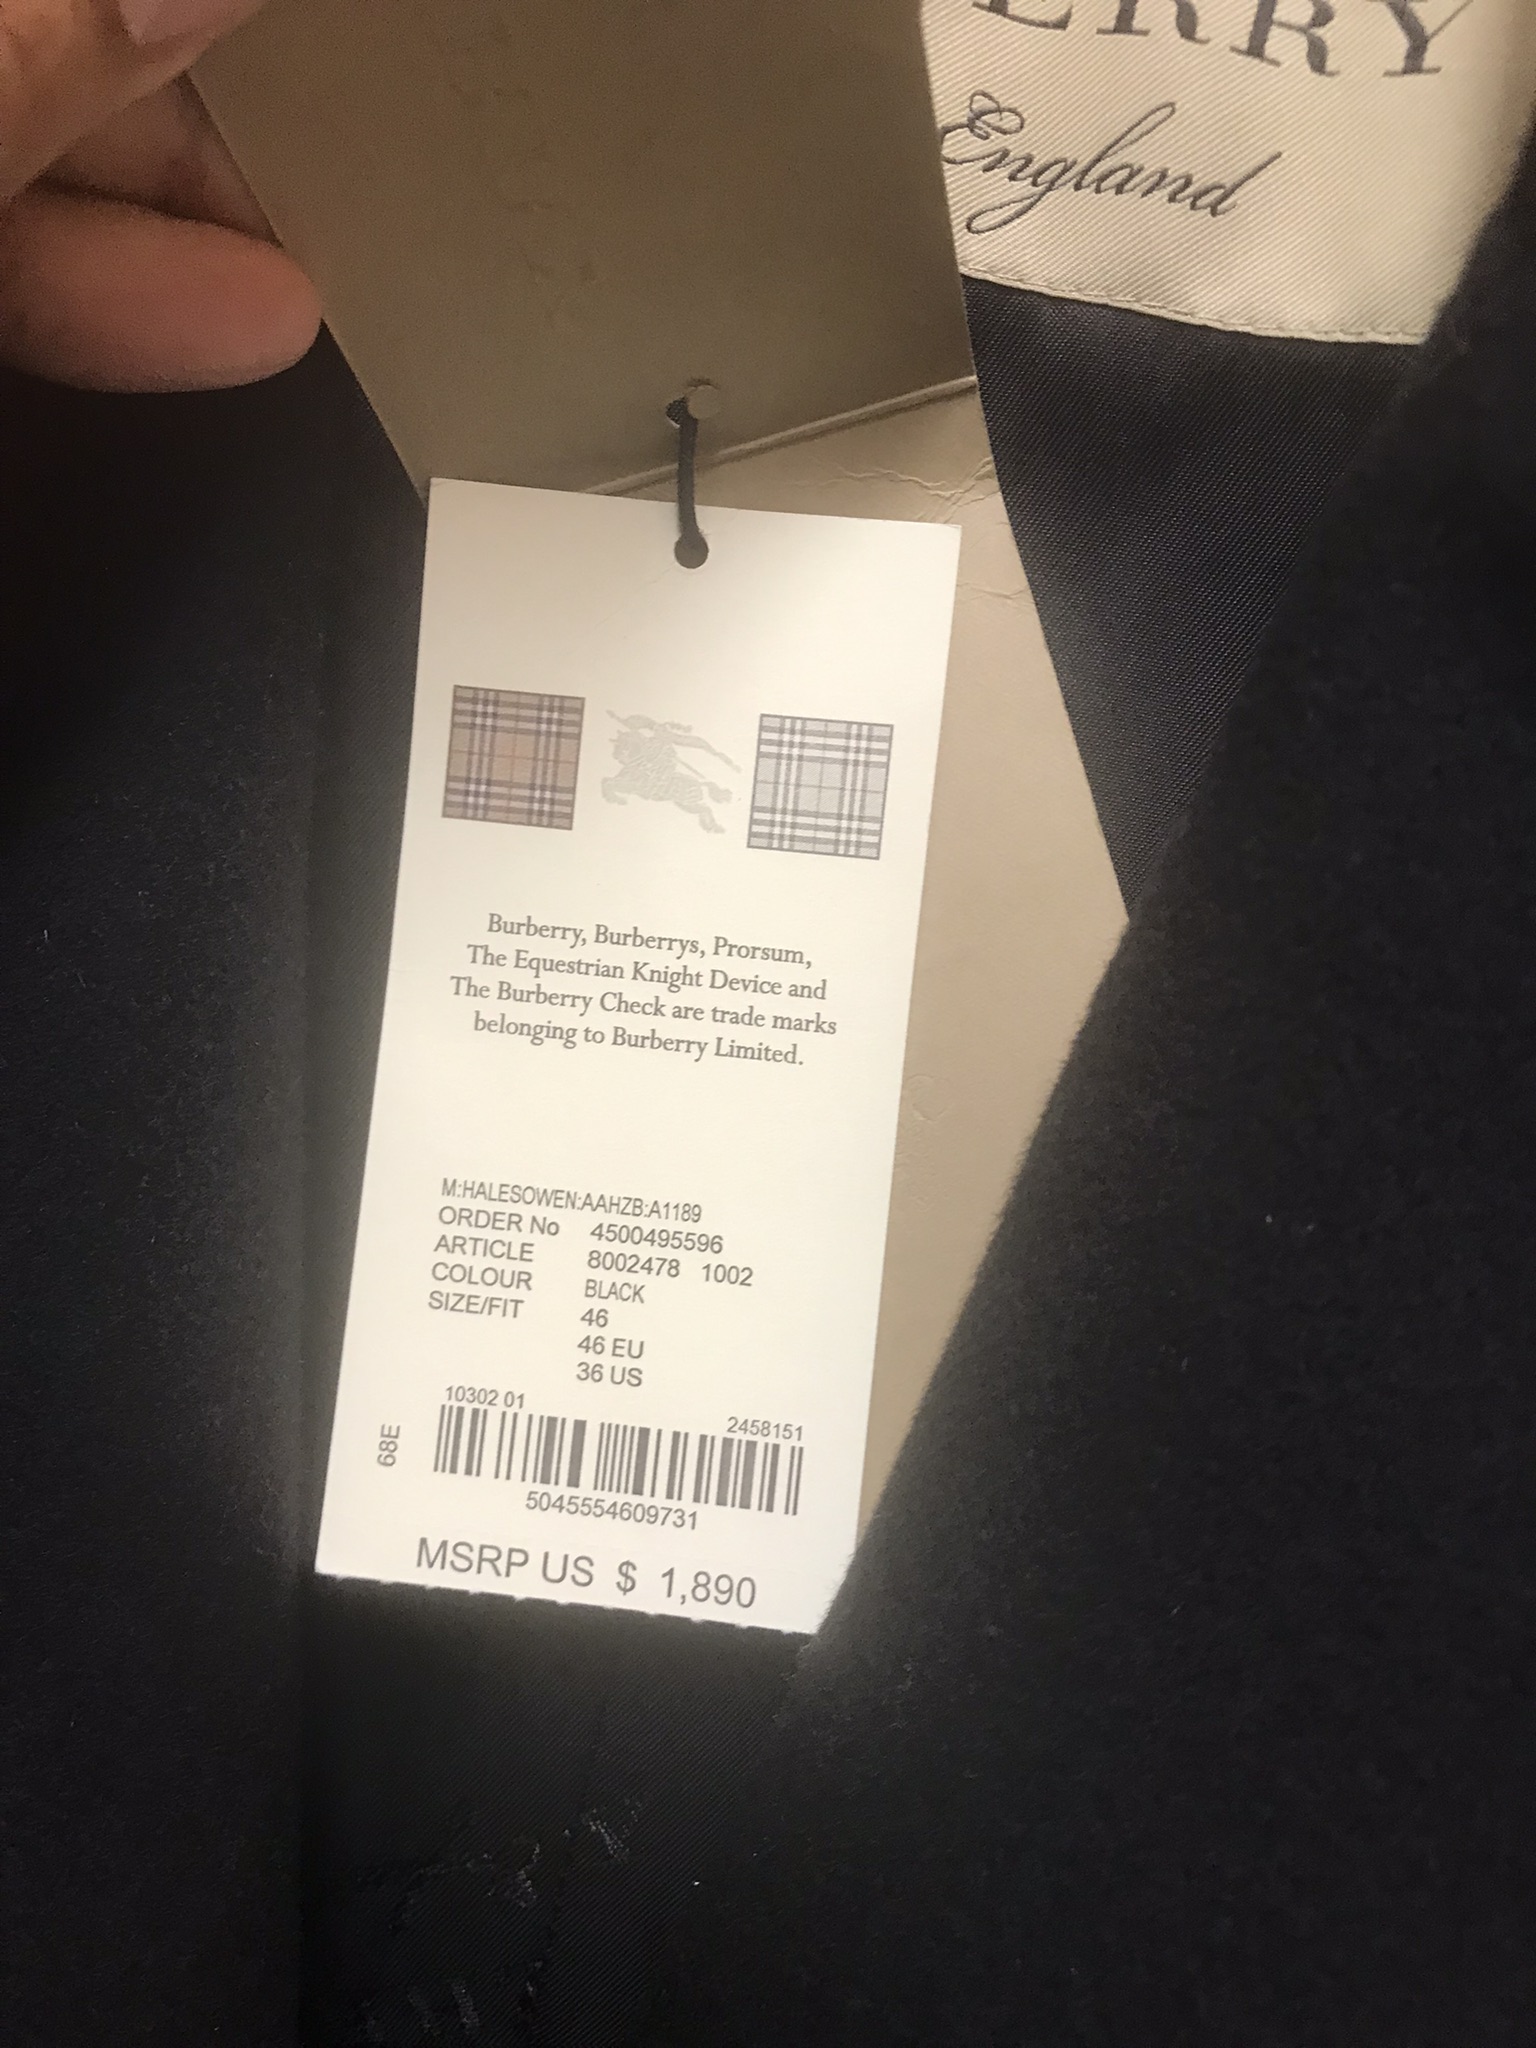 ERRY
England
Burberry, Burberrys, Prorsum,
The Equestrian Knight Device and
The Burberry Check are trade marks
belonging to Burberry Limited.
M:HALESOWEN:AAHZB:A1189
ORDER No 4500495596
ARTICLE 8002478 1002
COLOUR BLACK
SIZE/FIT 46
46 EU
36 US
10302 01
2458151
68E
5045554609731
MSRP US $ 1,890